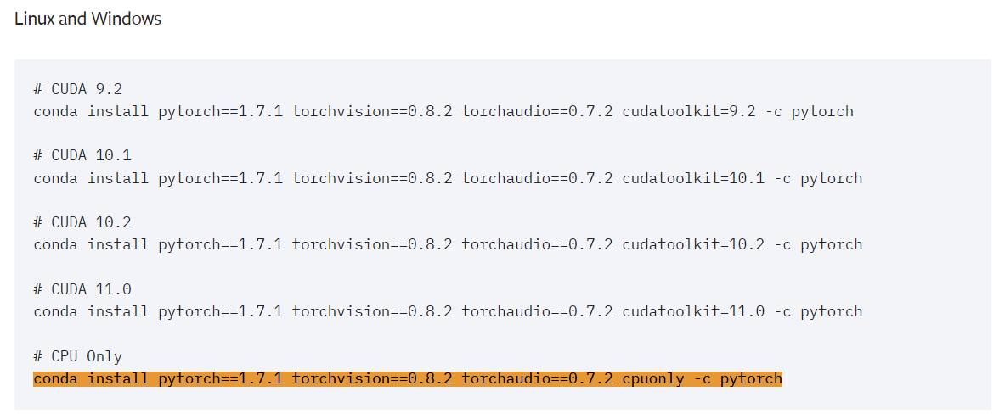 Linux and Windows
# CUDA 9.2
conda install pytorch==1.7.1 torchvision==0.8.2 torchaudio==0.7.2 cudatoolkit=9.2 -c pytorch
# CUDA 10.1
conda install pytorch==1.7.1 torchvision==0.8.2 torchaudio==0.7.2 cudatoolkit=10.1 -c pytorch
# CUDA 10.2
conda install pytorch==1.7.1 torchvision==0.8.2 torchaudio==0.7.2 cudatoolkit=10.2 -c pytorch
# CUDA 11.0
conda install pytorch==1.7.1 torchvision==0.8.2 torchaudio==0.7.2 cudatoolkit=11.0 -c pytorch
# CPU Only
conda install pytorch==1.7.1 torchvision==0.8.2 torchaudio==0.7.2 cpuonly -c pytorch